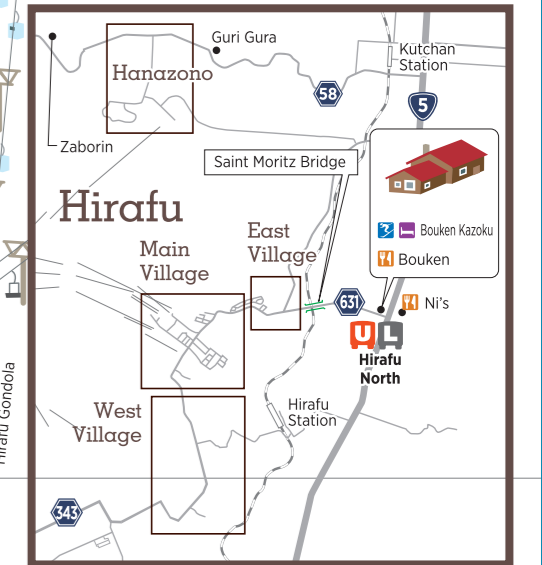 Guri Gura
Kutchan
Station
Hanazono
58
5
Zaborin
Saint Moritz Bridge
Hirafu
East
Village
Main
Village
Bouken Kazoku
Bouken
631
Ni's
U L
Hirafu
North
West
Village
Hirafu
Station
343
Hirafu Gondola